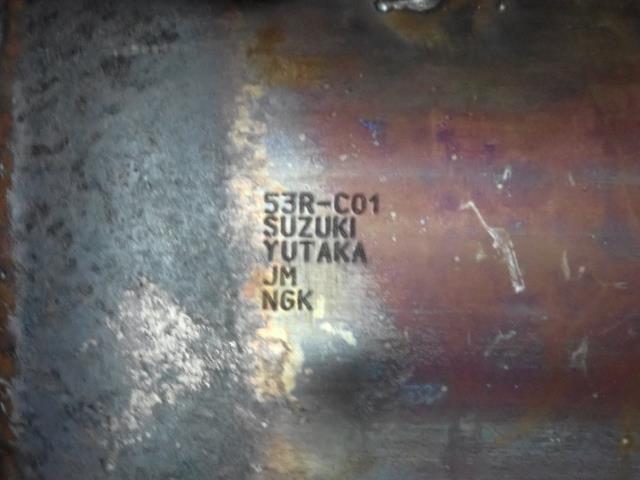 53R-C01
SUZUKI
YUTAKA
JM
NGK